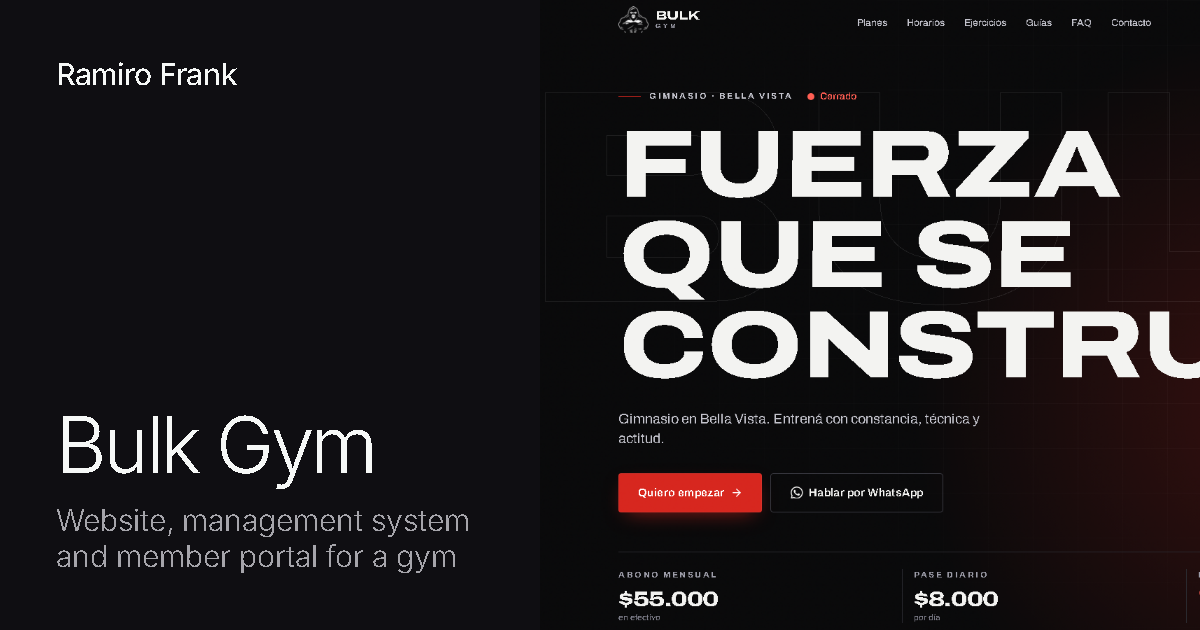 Ramiro Frank
Bulk Gym
Website, management system
and member portal for a gym
BULK
GYM
Planes Horarios Ejercicios Guías FAQ Contacto
GIMNASIO · BELLA VISTA Cerrado
FUERZA
QUE SE
CONSTRU
Gimnasio en Bella Vista. Entrená con constancia, técnica y
actitud.
Quiero empezar → Hablar por WhatsApp
ABONO MENSUAL PASE DIARIO
$55.000 $8.000
en efectivo por día